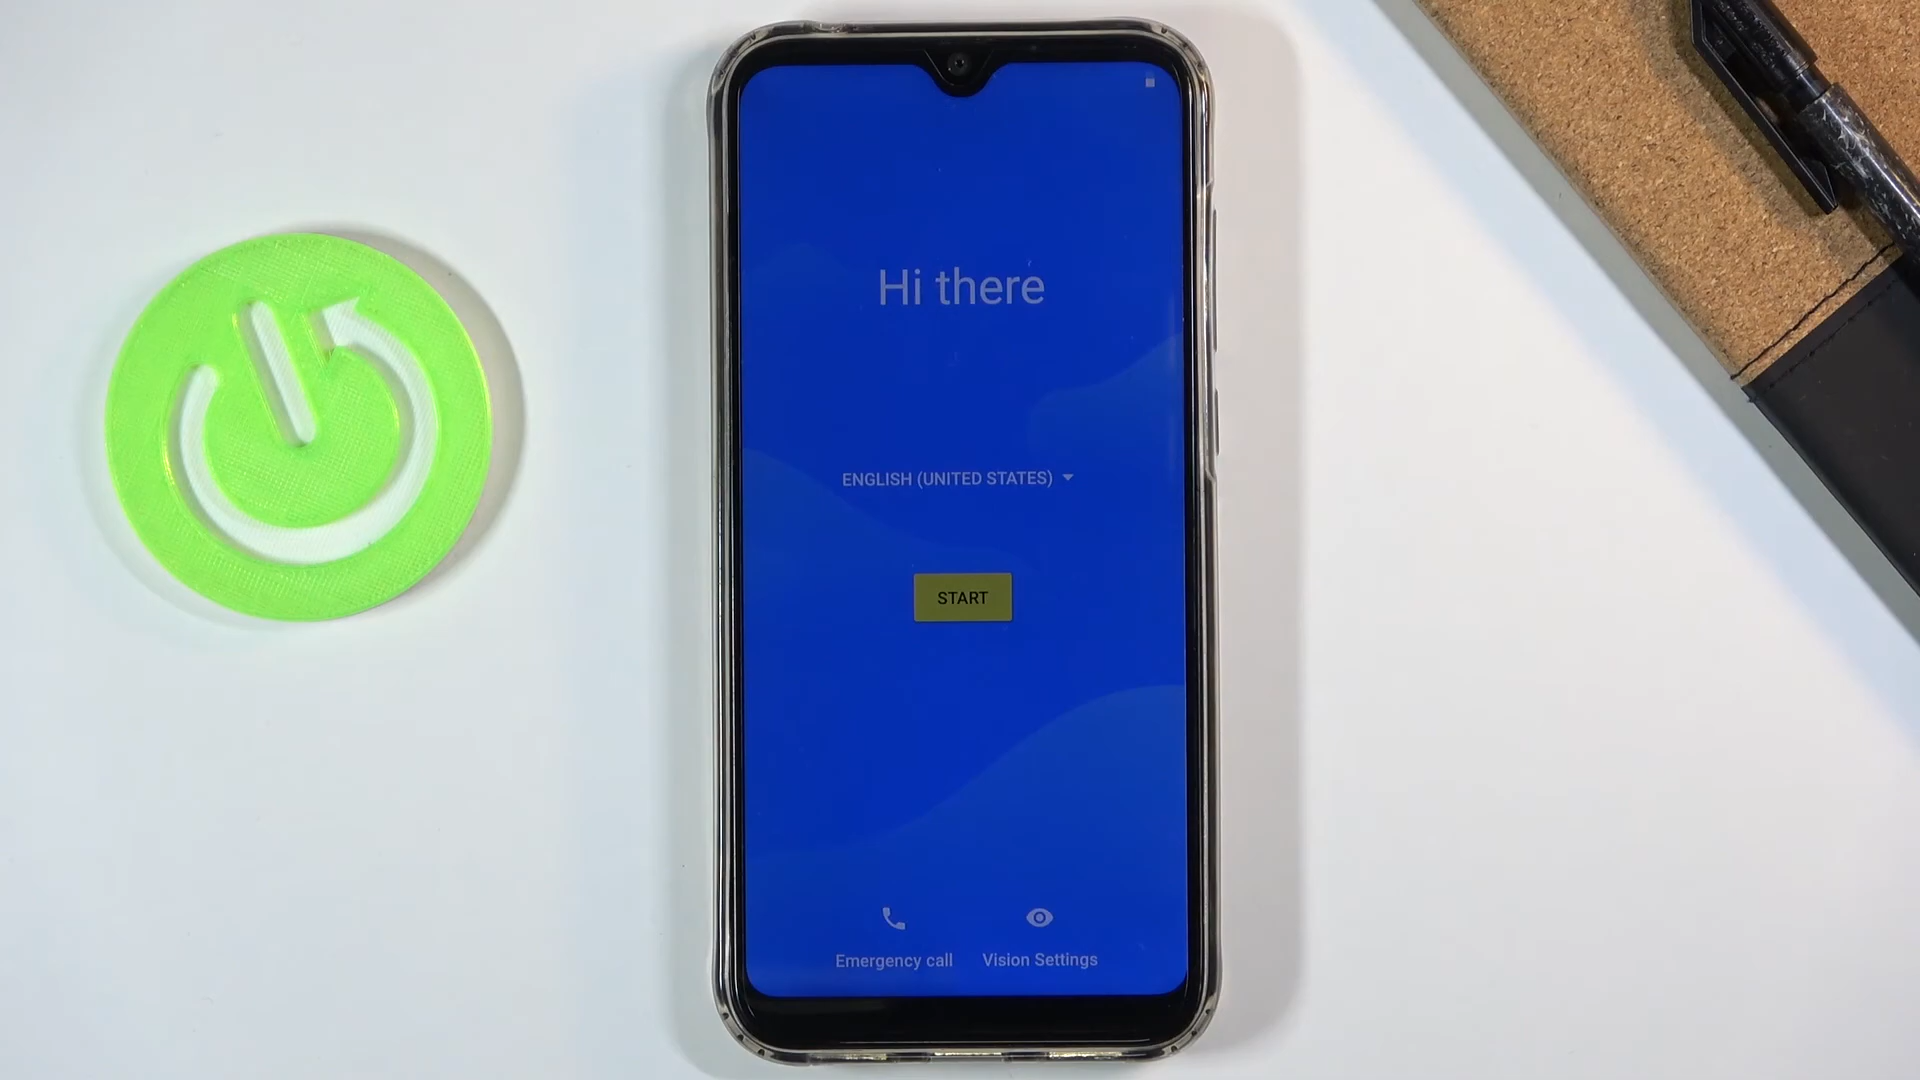 Hi there
ENGLISH (UNITED STATES)
START
Emergency call
Vision Settings